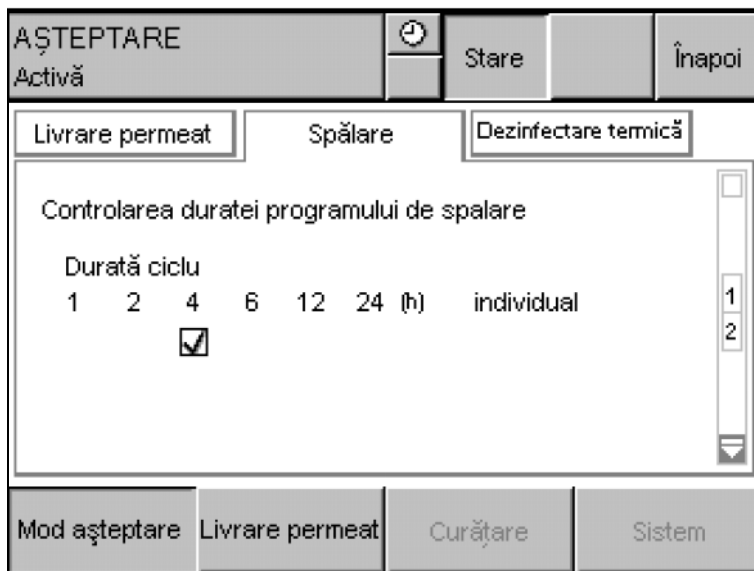 AȘTEPTARE
Activă
Stare
Înapoi
Livrare permeat
Spălare
Dezinfectare termică
Controlarea duratei programului de spalare
Durată ciclu
1 2 4 6 12 24 (h) individual
1
2
Mod așteptare
Livrare permeat
Curățare
Sistem